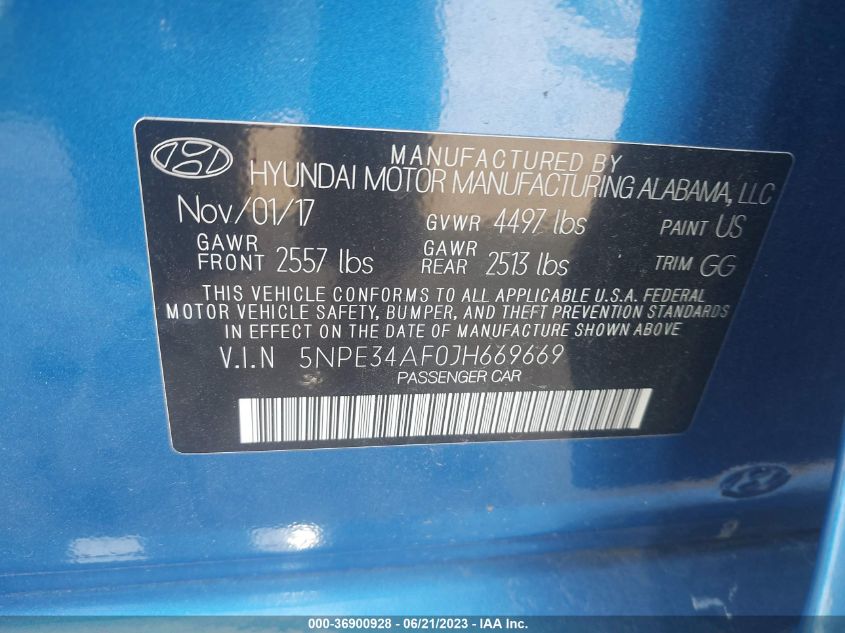 MANUFACTURED BY
HYUNDAI MOTOR MANUFACTURING ALABAMA, LLC
Nov/01/17 GVWR 4497 lbs PAINT US
GAWR FRONT 2557 lbs GAWR REAR 2513 lbs TRIM GG
THIS VEHICLE CONFORMS TO ALL APPLICABLE U.S.A. FEDERAL
MOTOR VEHICLE SAFETY, BUMPER, AND THEFT PREVENTION STANDARDS
IN EFFECT ON THE DATE OF MANUFACTURE SHOWN ABOVE.
V.I.N 5NPE34AF0JH669669
PASSENGER CAR
000-36900928 - 06/21/2023 - IAA Inc.